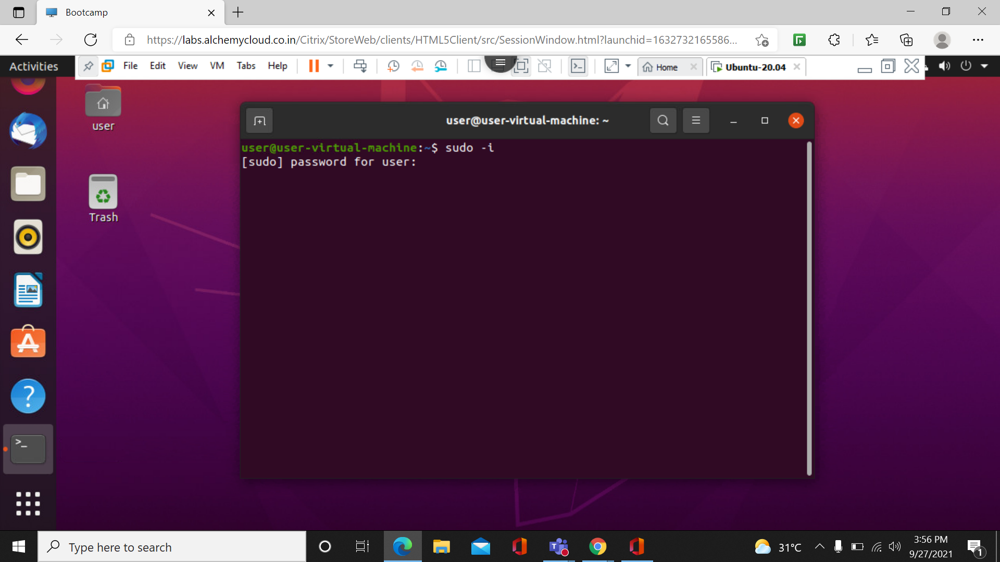 Bootcamp
https://labs.alchemycloud.co.in/Citrix/StoreWeb/clients/HTML5Client/src/SessionWindow.html?launchid=1632732165586...
Activities File Edit View VM Tabs Help Home Ubuntu-20.04
user
Trash
user@user-virtual-machine: ~
user@user-virtual-machine:~$ sudo -i
[sudo] password for user:
Type here to search
31°C
3:56 PM
9/27/2021
1